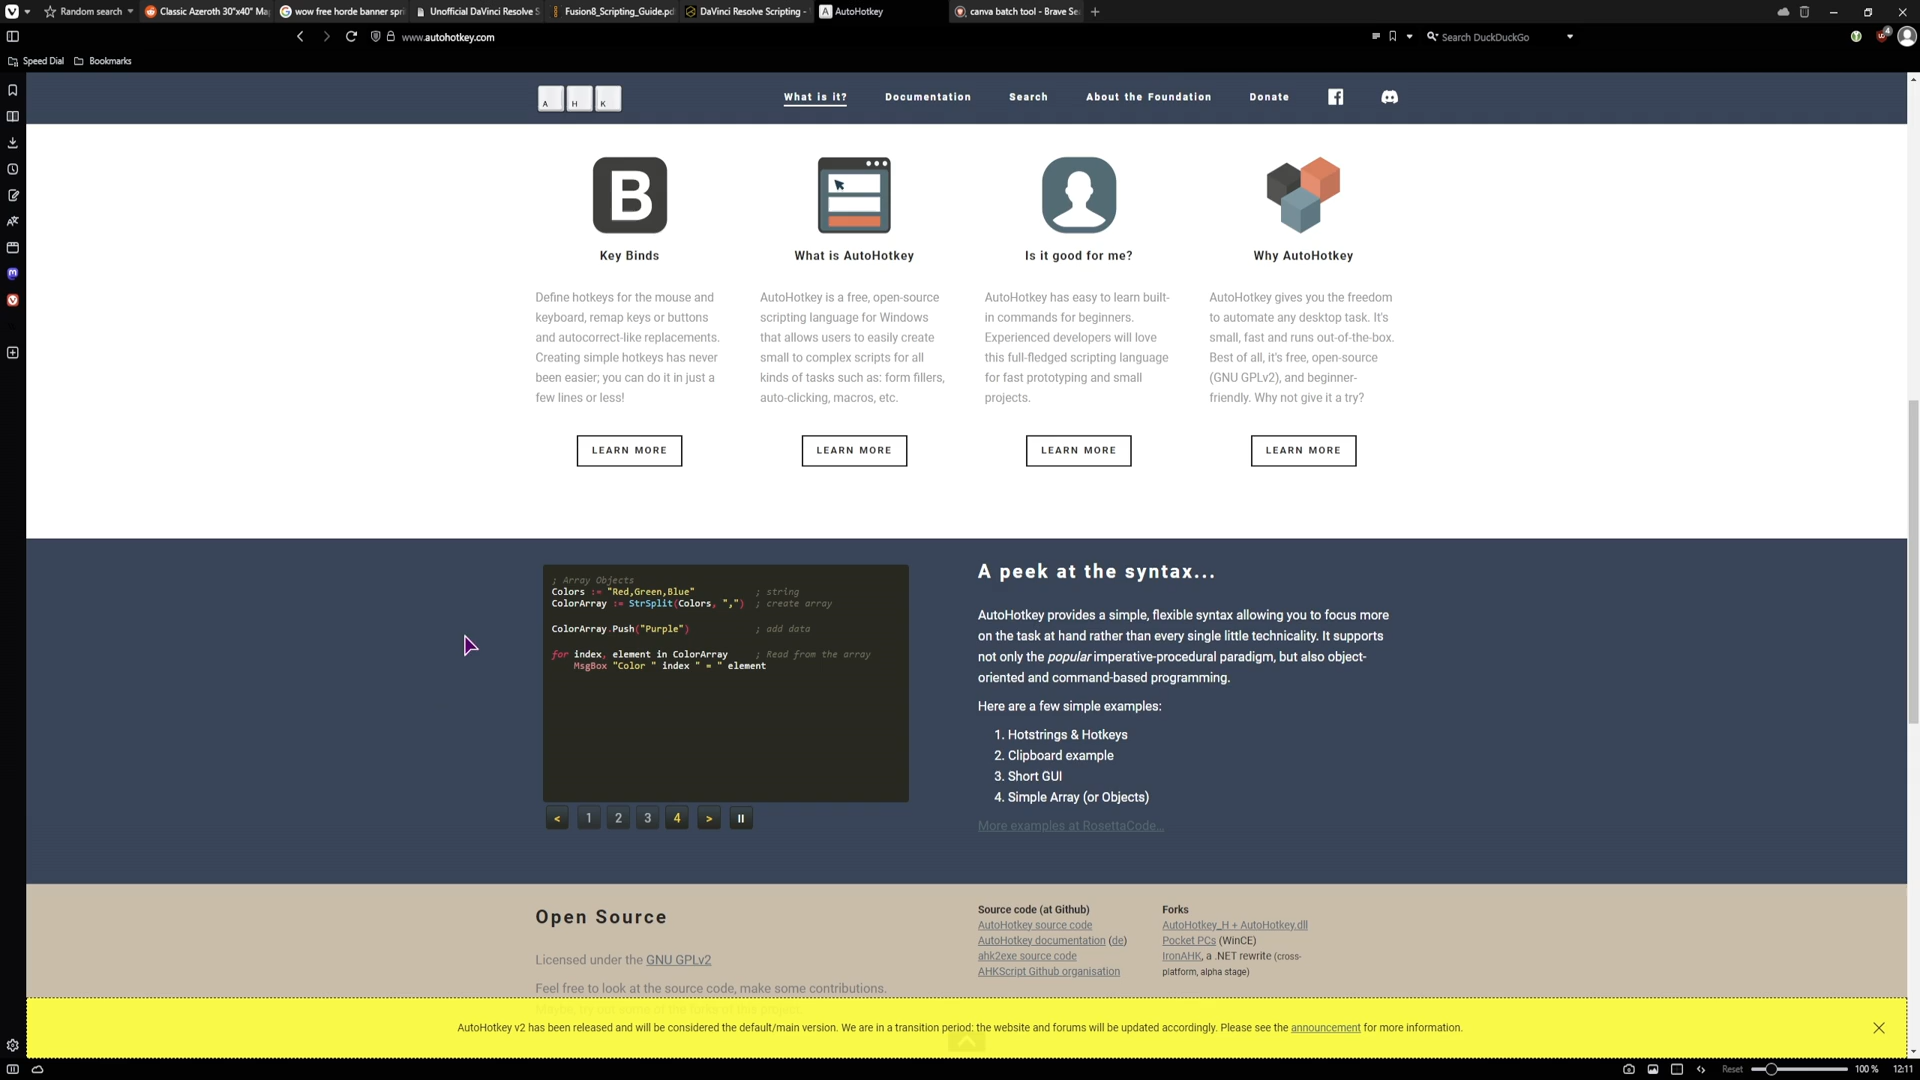 Random search
Classic Azeroth 30"x40" Ma
wow free horde banner spri
Unofficial DaVinci Resolve S
Fusion8_Scripting_Guide.pd
DaVinci Resolve Scripting -
AutoHotkey
canva batch tool - Brave Se
www.autohotkey.com
Search DuckDuckGo
4
Speed Dial
Bookmarks
A H K
What is it?
Documentation
Search
About the Foundation
Donate
B
Key Binds
Define hotkeys for the mouse and
keyboard, remap keys or buttons
and autocorrect-like replacements.
Creating simple hotkeys has never
been easier; you can do it in just a
few lines or less!
LEARN MORE
What is AutoHotkey
AutoHotkey is a free, open-source
scripting language for Windows
that allows users to easily create
small to complex scripts for all
kinds of tasks such as: form fillers,
auto-clicking, macros, etc.
LEARN MORE
Is it good for me?
AutoHotkey has easy to learn built-
in commands for beginners.
Experienced developers will love
this full-fledged scripting language
for fast prototyping and small
projects.
LEARN MORE
Why AutoHotkey
AutoHotkey gives you the freedom
to automate any desktop task. It's
small, fast and runs out-of-the-box.
Best of all, it's free, open-source
(GNU GPLv2), and beginner-
friendly. Why not give it a try?
LEARN MORE
; Array Objects
Colors := "Red,Green,Blue" ; string
ColorArray := StrSplit(Colors, ",") ; create array
ColorArray.Push("Purple") ; add data
for index, element in ColorArray ; Read from the array
MsgBox "Color " index " = " element
< 1 2 3 4 >
A peek at the syntax...
AutoHotkey provides a simple, flexible syntax allowing you to focus more
on the task at hand rather than every single little technicality. It supports
not only the popular imperative-procedural paradigm, but also object-
oriented and command-based programming.
Here are a few simple examples:
1. Hotstrings & Hotkeys
2. Clipboard example
3. Short GUI
4. Simple Array (or Objects)
More examples at RosettaCode...
Open Source
Licensed under the GNU GPLv2
Feel free to look at the source code, make some contributions.
Source code (at Github)
AutoHotkey source code
AutoHotkey documentation (de)
ahk2exe source code
AHKScript Github organisation
Forks
AutoHotkey_H + AutoHotkey.dll
Pocket PCs (WinCE)
IronAHK, a .NET rewrite (cross-
platform, alpha stage)
AutoHotkey v2 has been released and will be considered the default/main version. We are in a transition period: the website and forums will be updated accordingly. Please see the announcement for more information.
Reset
100 %
12:11